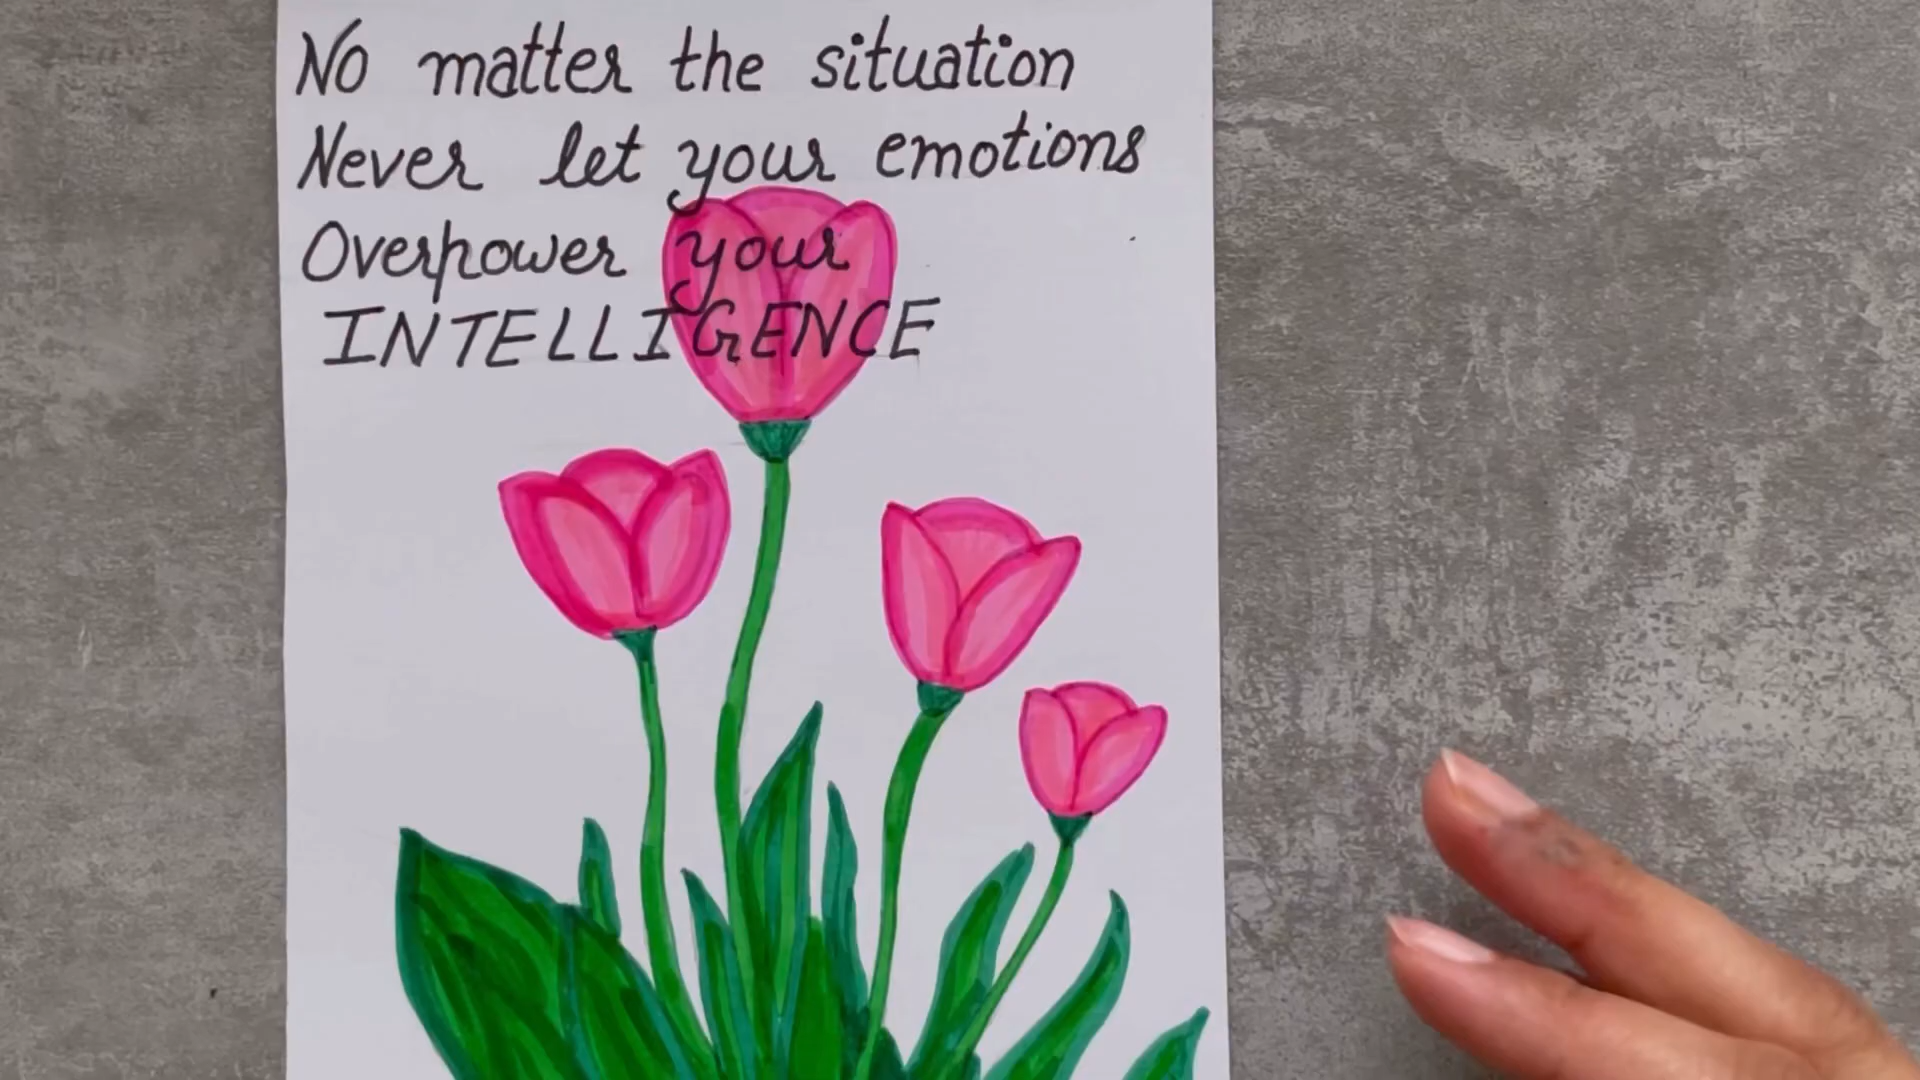 No matter the situation
Never let your emotions
Overpower your
INTELLIGENCE